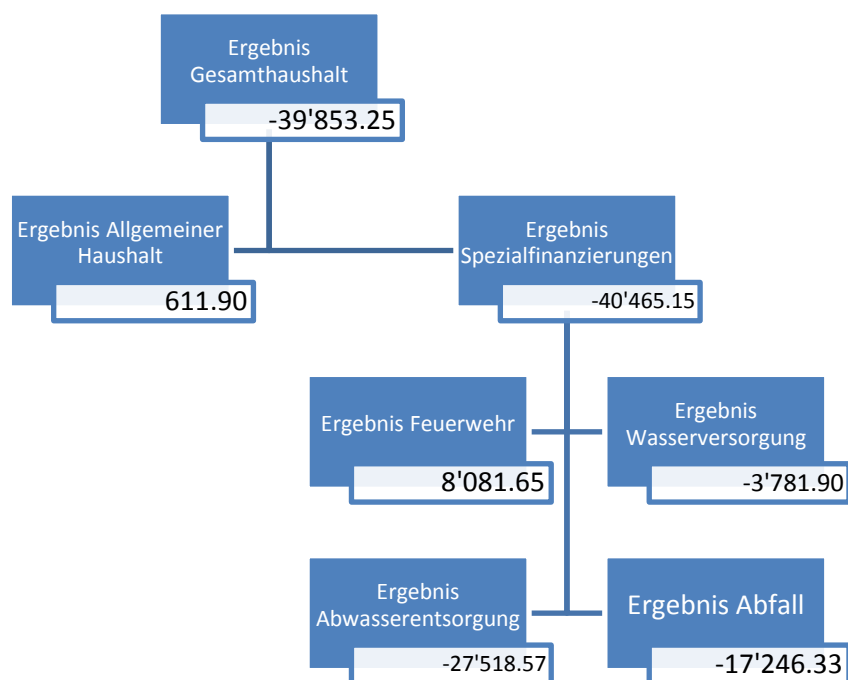 Ergebnis
Gesamthaushalt
-39'853.25
Ergebnis Allgemeiner
Haushalt
611.90
Ergebnis
Spezialfinanzierungen
-40'465.15
Ergebnis Feuerwehr
8'081.65
Ergebnis
Wasserversorgung
-3'781.90
Ergebnis
Abwasserentsorgung
-27'518.57
Ergebnis Abfall
-17'246.33